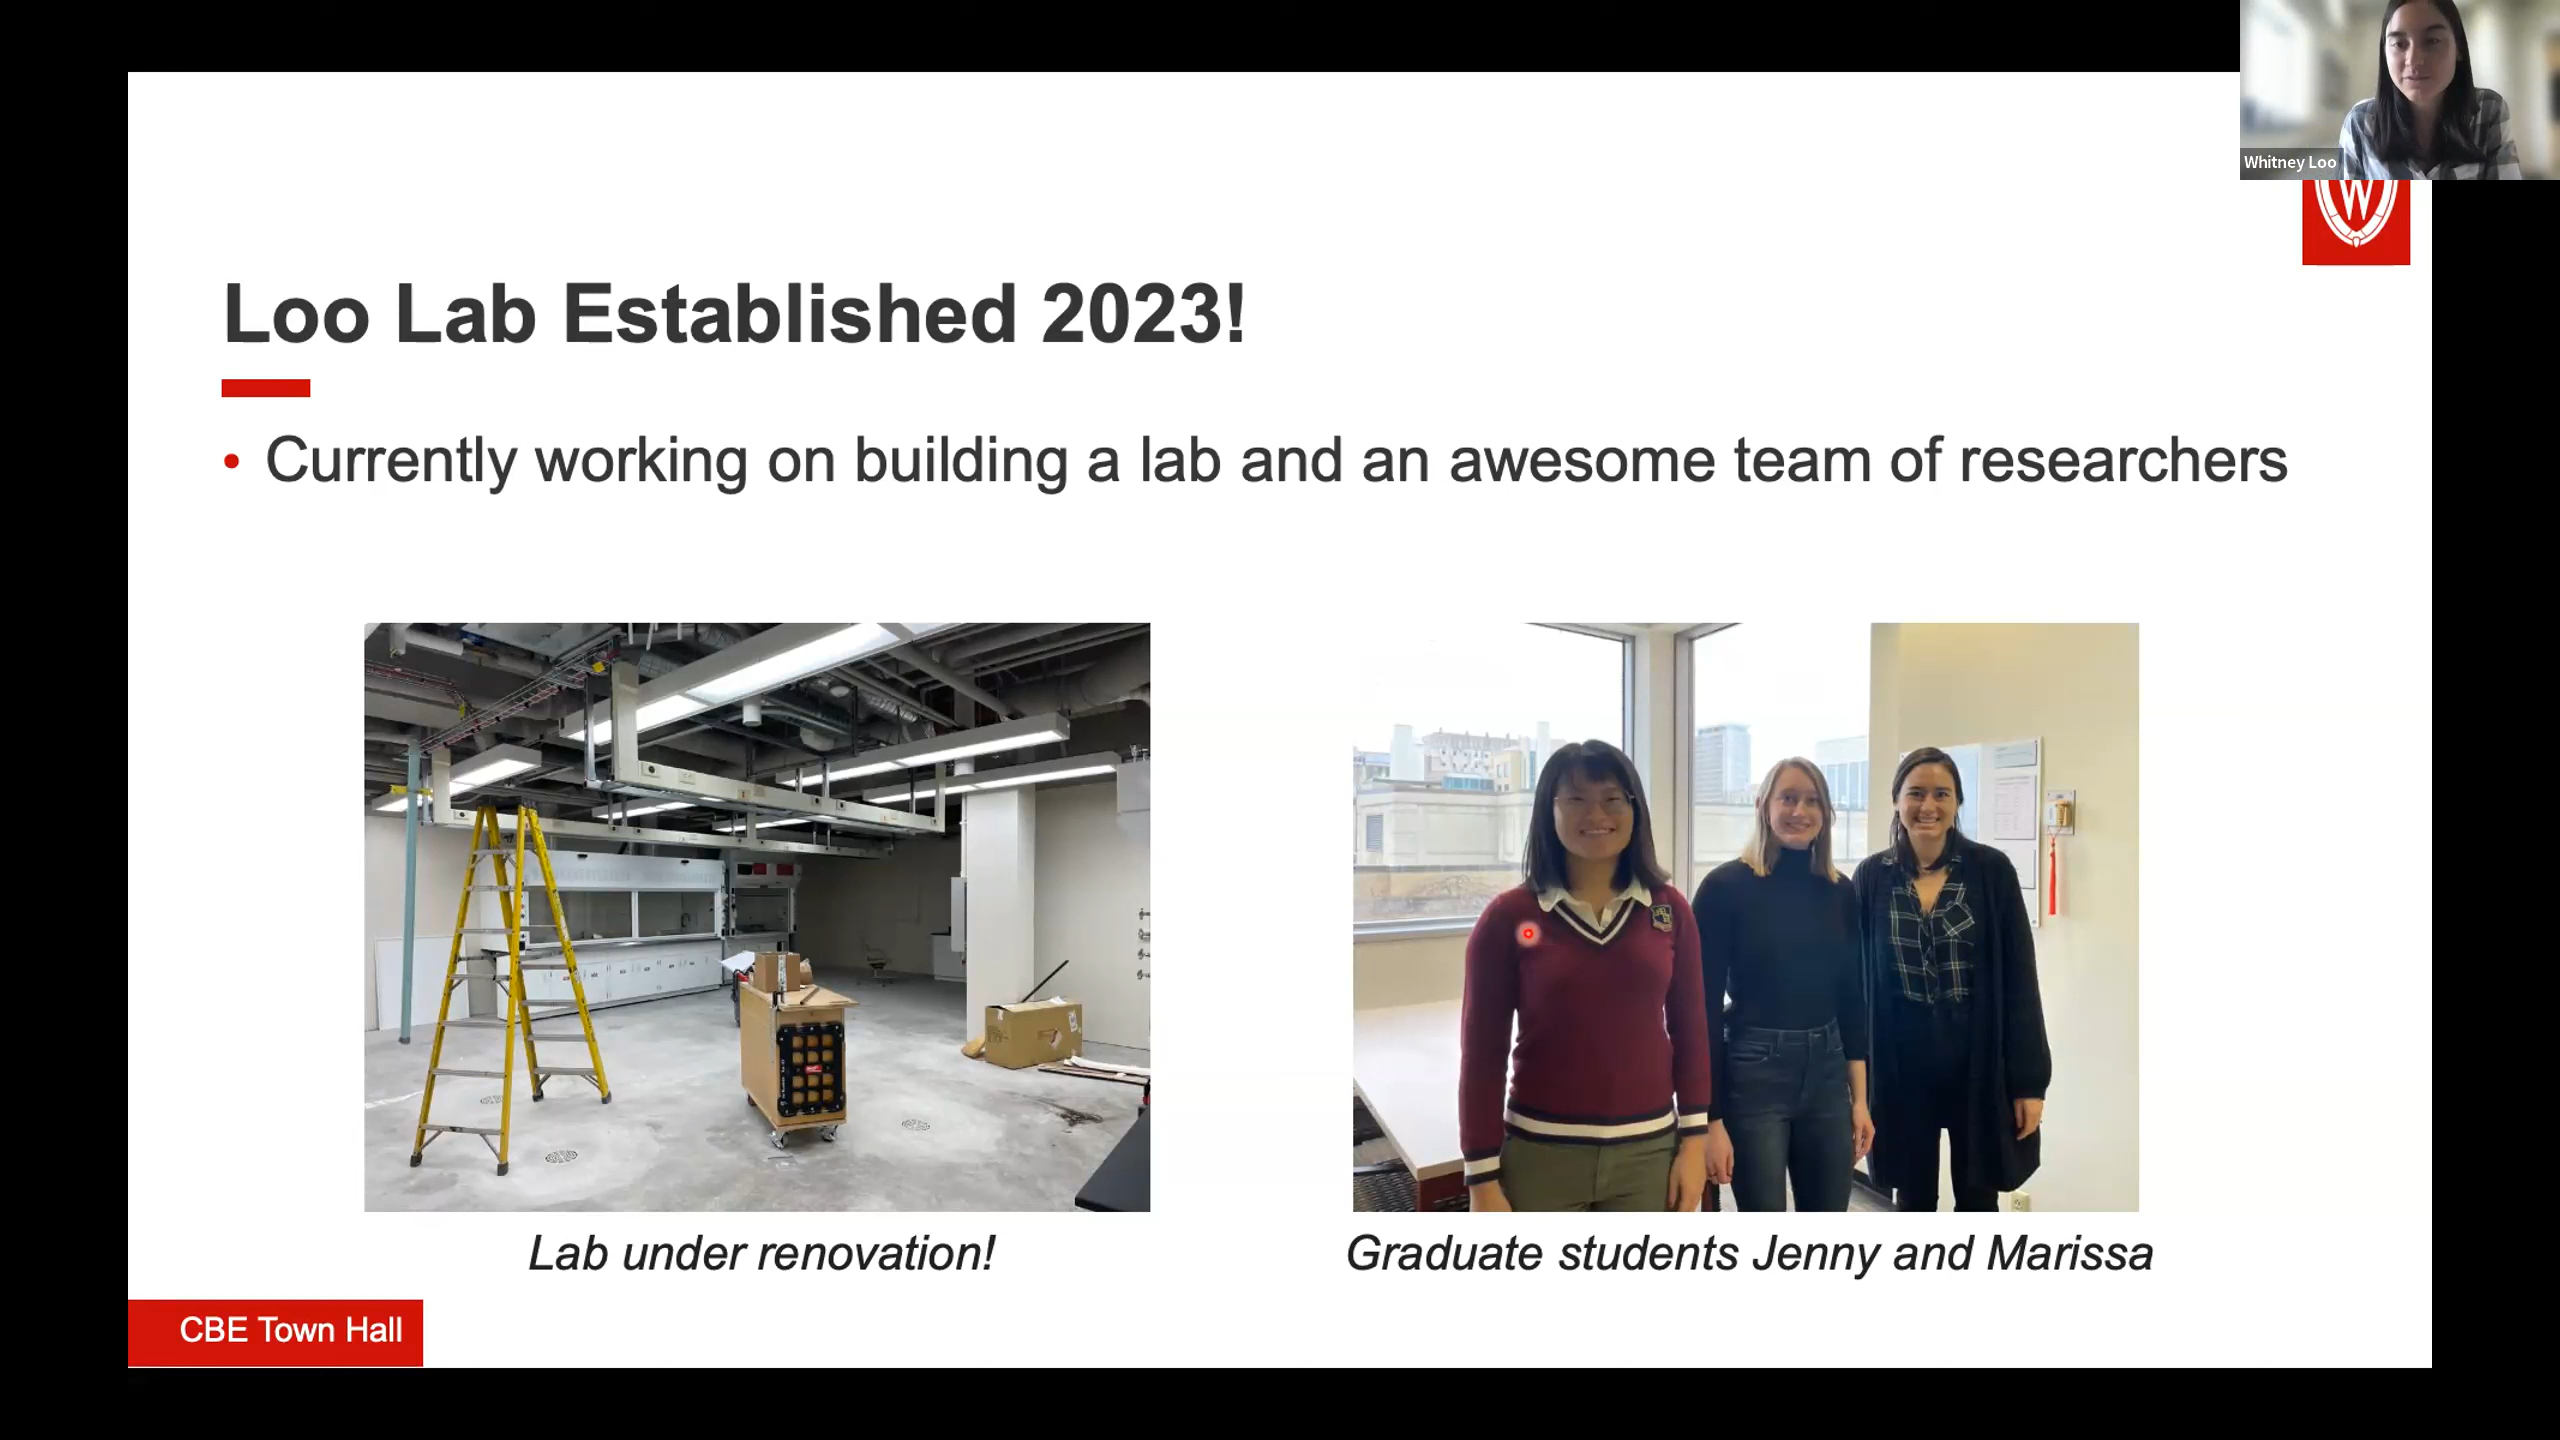 Whitney Loo
W
Loo Lab Established 2023!
• Currently working on building a lab and an awesome team of researchers
Lab under renovation!
Graduate students Jenny and Marissa
CBE Town Hall